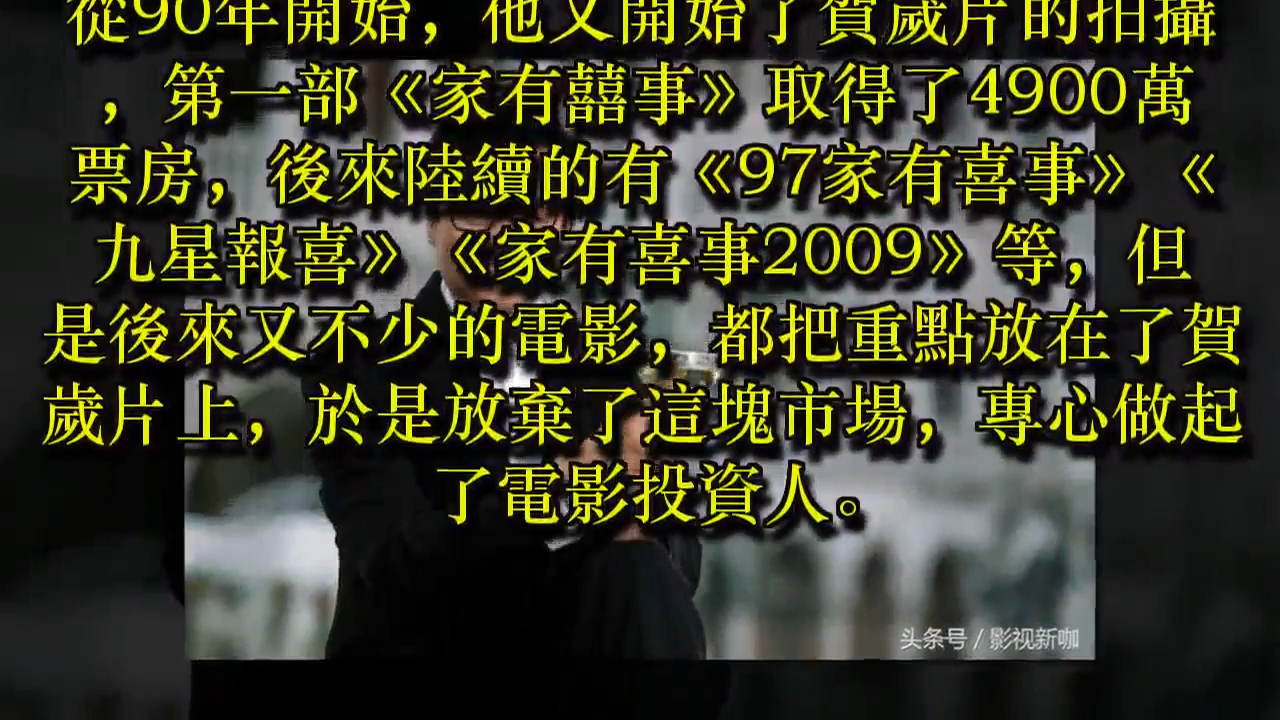 從90年開始，他又開始了賀歲片的拍攝
，第一部《家有囍事》取得了4900萬
票房，後來陸續的有《97家有喜事》《
九星報喜》《家有喜事2009》等，但
是後來又不少的電影，都把重點放在了賀
歲片上，於是放棄了這塊市場，專心做起
了電影投資人。
头条号 / 影视新咖